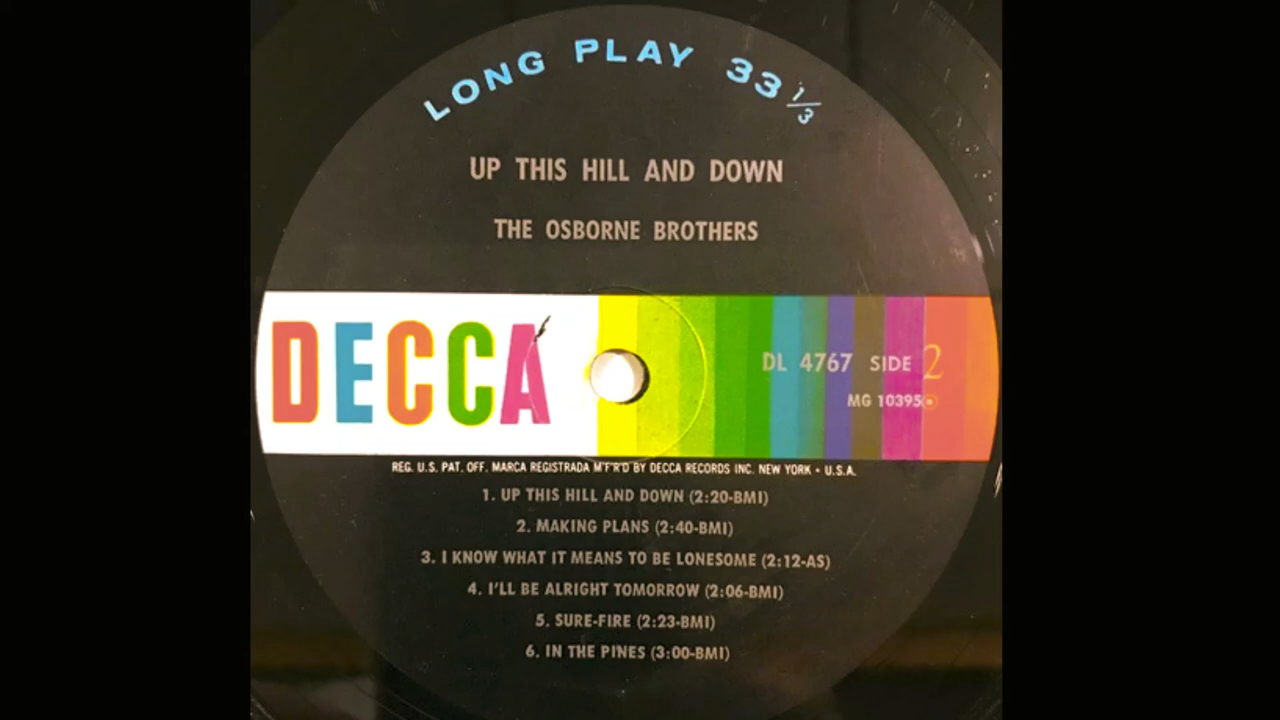 LONG PLAY 33 1/3
UP THIS HILL AND DOWN
THE OSBORNE BROTHERS
DECCA
DL 4767 SIDE 2
MG 10395
REG. U.S. PAT. OFF. MARCA REGISTRADA M'F'R'D BY DECCA RECORDS INC. NEW YORK • U.S.A.
1. UP THIS HILL AND DOWN (2:20-BMI)
2. MAKING PLANS (2:40-BMI)
3. I KNOW WHAT IT MEANS TO BE LONESOME (2:12-AS)
4. I'LL BE ALRIGHT TOMORROW (2:06-BMI)
5. SURE-FIRE (2:23-BMI)
6. IN THE PINES (3:00-BMI)